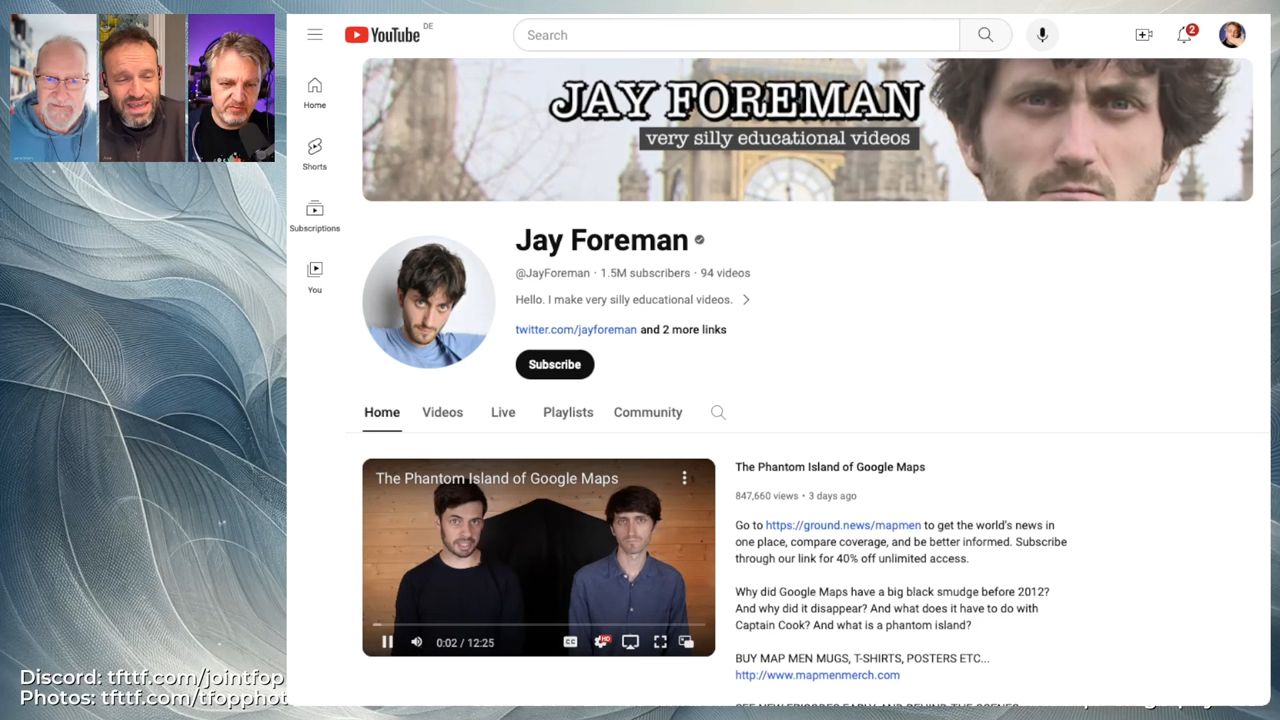 YouTube DE
Search
2
Home
Shorts
Subscriptions
You
JAY FOREMAN
very silly educational videos
Jay Foreman
@JayForeman · 1.5M subscribers · 94 videos
Hello. I make very silly educational videos.
twitter.com/jayforeman and 2 more links
Subscribe
Home Videos Live Playlists Community
The Phantom Island of Google Maps
CC HD
0:02 / 12:25
The Phantom Island of Google Maps
847,660 views • 3 days ago
Go to https://ground.news/mapmen to get the world's news in
one place, compare coverage, and be better informed. Subscribe
through our link for 40% off unlimited access.
Why did Google Maps have a big black smudge before 2012?
And why did it disappear? And what does it have to do with
Captain Cook? And what is a phantom island?
BUY MAP MEN MUGS, T-SHIRTS, POSTERS ETC...
http://www.mapmenmerch.com
Discord: tfttf.com/jointfop
Photos: tfttf.com/tfopphot